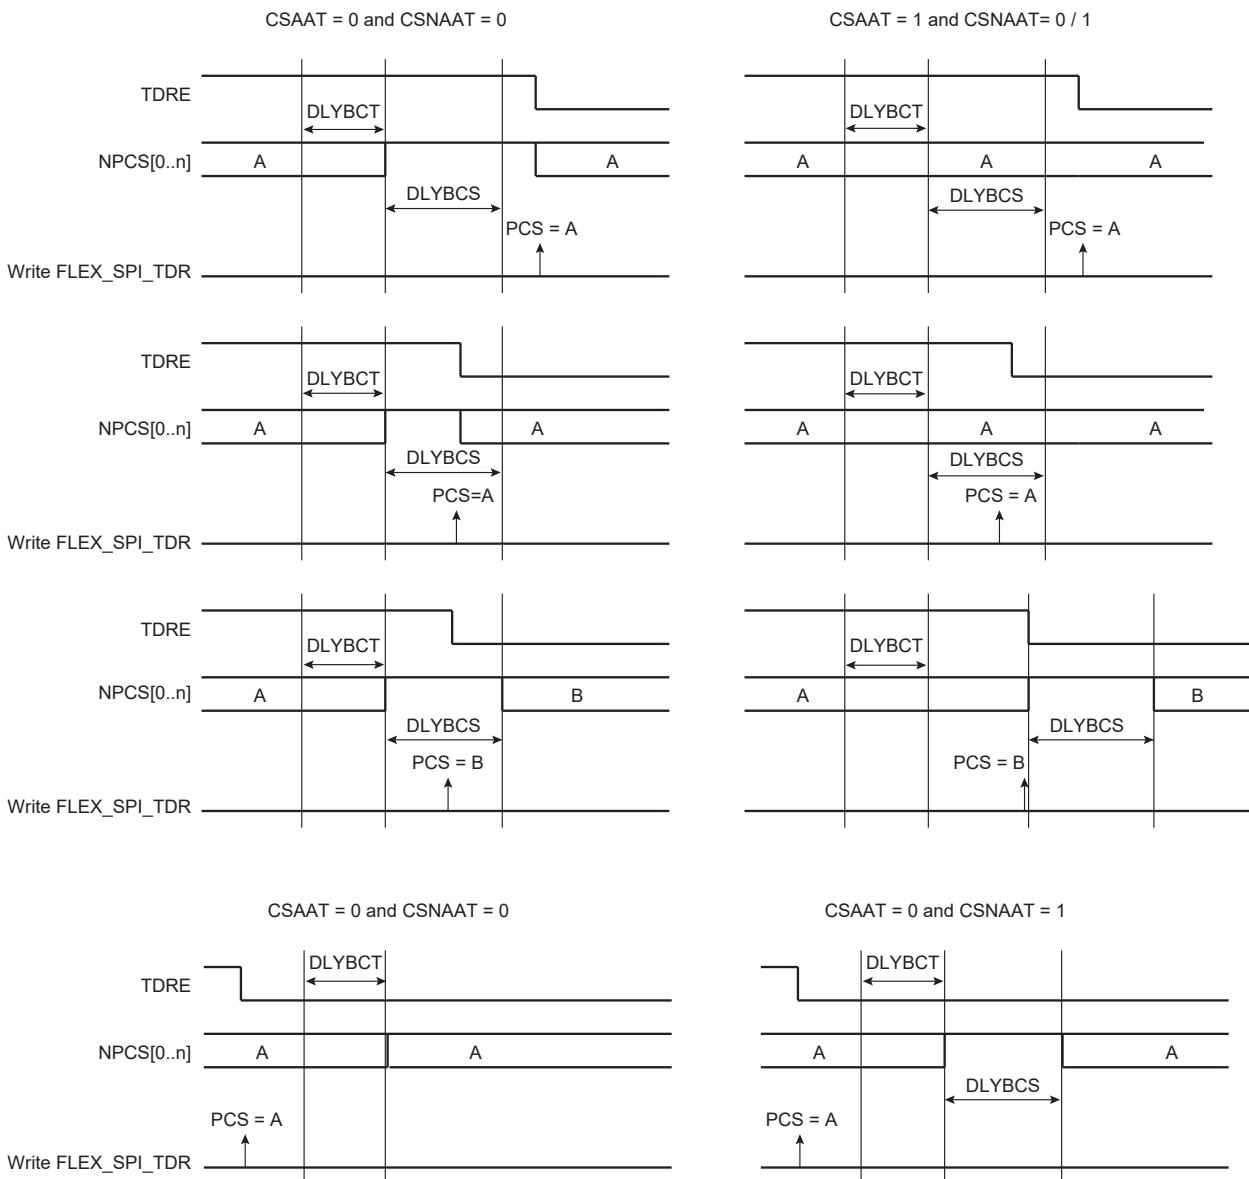 CSAAT = 0 and CSNAAT = 0
CSAAT = 1 and CSNAAT= 0 / 1
TDRE
DLYBCT
DLYBCT
NPCS[0..n]
A
A
A
A
A
DLYBCS
DLYBCS
PCS = A
PCS = A
Write FLEX_SPI_TDR
TDRE
DLYBCT
DLYBCT
NPCS[0..n]
A
A
A
A
A
DLYBCS
DLYBCS
PCS=A
PCS = A
Write FLEX_SPI_TDR
TDRE
DLYBCT
DLYBCT
NPCS[0..n]
A
B
A
B
DLYBCS
DLYBCS
PCS = B
PCS = B
Write FLEX_SPI_TDR
CSAAT = 0 and CSNAAT = 0
CSAAT = 0 and CSNAAT = 1
DLYBCT
DLYBCT
TDRE
NPCS[0..n]
A
A
A
A
DLYBCS
PCS = A
PCS = A
Write FLEX_SPI_TDR